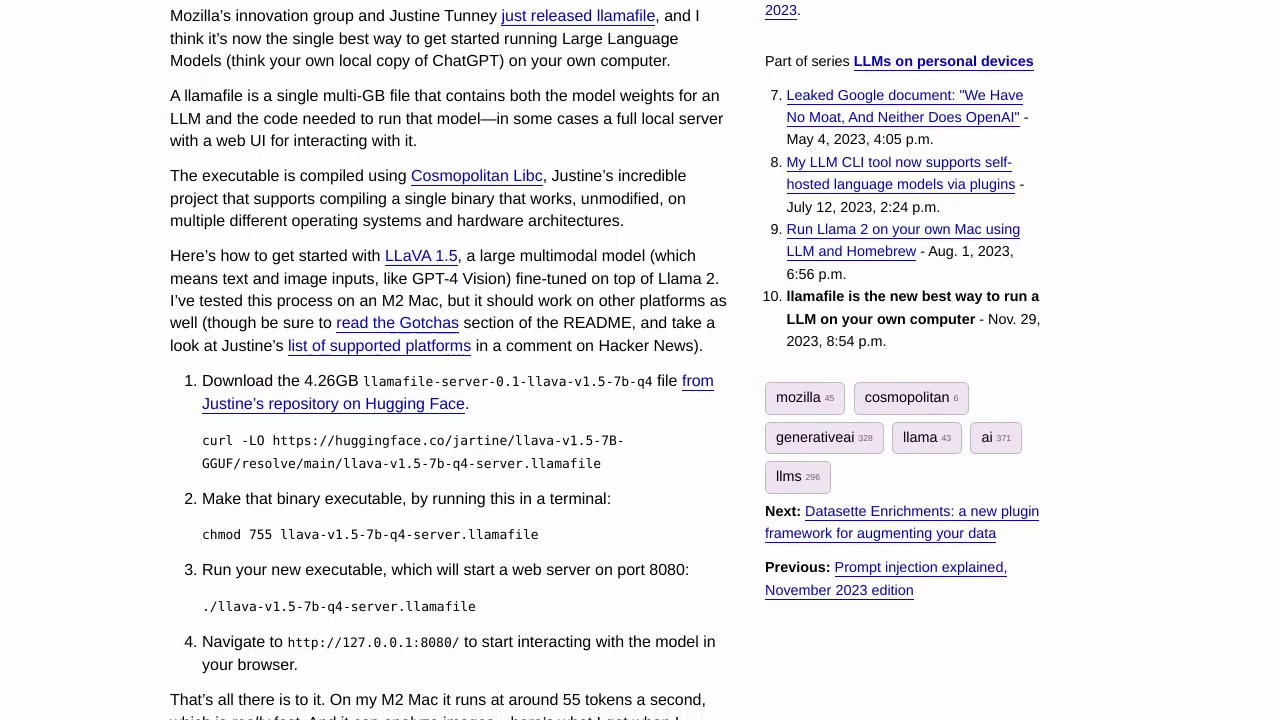 Mozilla’s innovation group and Justine Tunney just released llamafile, and I
think it’s now the single best way to get started running Large Language
Models (think your own local copy of ChatGPT) on your own computer.
A llamafile is a single multi-GB file that contains both the model weights for an
LLM and the code needed to run that model—in some cases a full local server
with a web UI for interacting with it.
The executable is compiled using Cosmopolitan Libc, Justine’s incredible
project that supports compiling a single binary that works, unmodified, on
multiple different operating systems and hardware architectures.
Here’s how to get started with LLaVA 1.5, a large multimodal model (which
means text and image inputs, like GPT-4 Vision) fine-tuned on top of Llama 2.
I’ve tested this process on an M2 Mac, but it should work on other platforms as
well (though be sure to read the Gotchas section of the README, and take a
look at Justine’s list of supported platforms in a comment on Hacker News).
1. Download the 4.26GB llamafile-server-0.1-llava-v1.5-7b-q4 file from
Justine’s repository on Hugging Face.
curl -LO https://huggingface.co/jartine/llava-v1.5-7B-
GGUF/resolve/main/llava-v1.5-7b-q4-server.llamafile
2. Make that binary executable, by running this in a terminal:
chmod 755 llava-v1.5-7b-q4-server.llamafile
3. Run your new executable, which will start a web server on port 8080:
./llava-v1.5-7b-q4-server.llamafile
4. Navigate to http://127.0.0.1:8080/ to start interacting with the model in
your browser.
That’s all there is to it. On my M2 Mac it runs at around 55 tokens a second,
which is really fast. And it can analyze images—here’s what I got when I
2023.
Part of series LLMs on personal devices
7. Leaked Google document: "We Have
No Moat, And Neither Does OpenAI" -
May 4, 2023, 4:05 p.m.
8. My LLM CLI tool now supports self-
hosted language models via plugins -
July 12, 2023, 2:24 p.m.
9. Run Llama 2 on your own Mac using
LLM and Homebrew - Aug. 1, 2023,
6:56 p.m.
10. llamafile is the new best way to run a
LLM on your own computer - Nov. 29,
2023, 8:54 p.m.
mozilla 45 cosmopolitan 6
generativeai 328 llama 43 ai 371
llms 296
Next: Datasette Enrichments: a new plugin
framework for augmenting your data
Previous: Prompt injection explained,
November 2023 edition